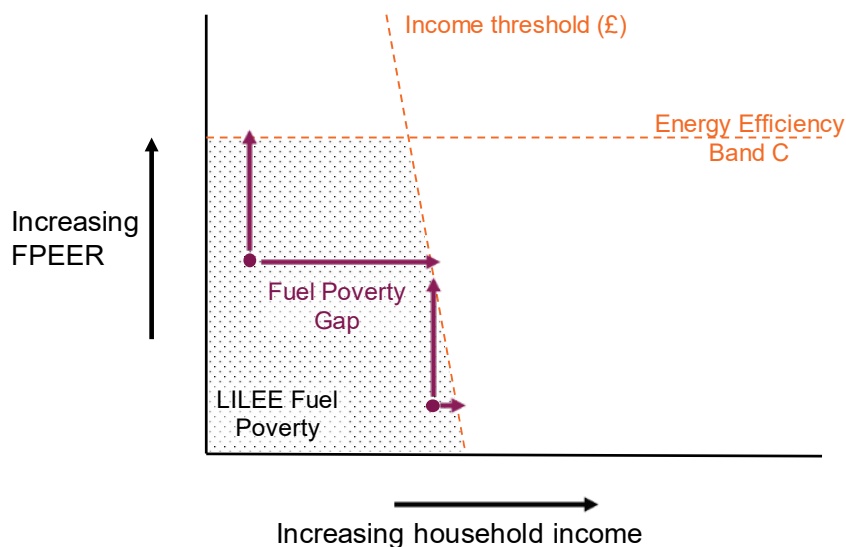 Income threshold (£)
Energy Efficiency
Band C
Increasing
FPEER
Fuel Poverty
Gap
LILEE Fuel
Poverty
Increasing household income